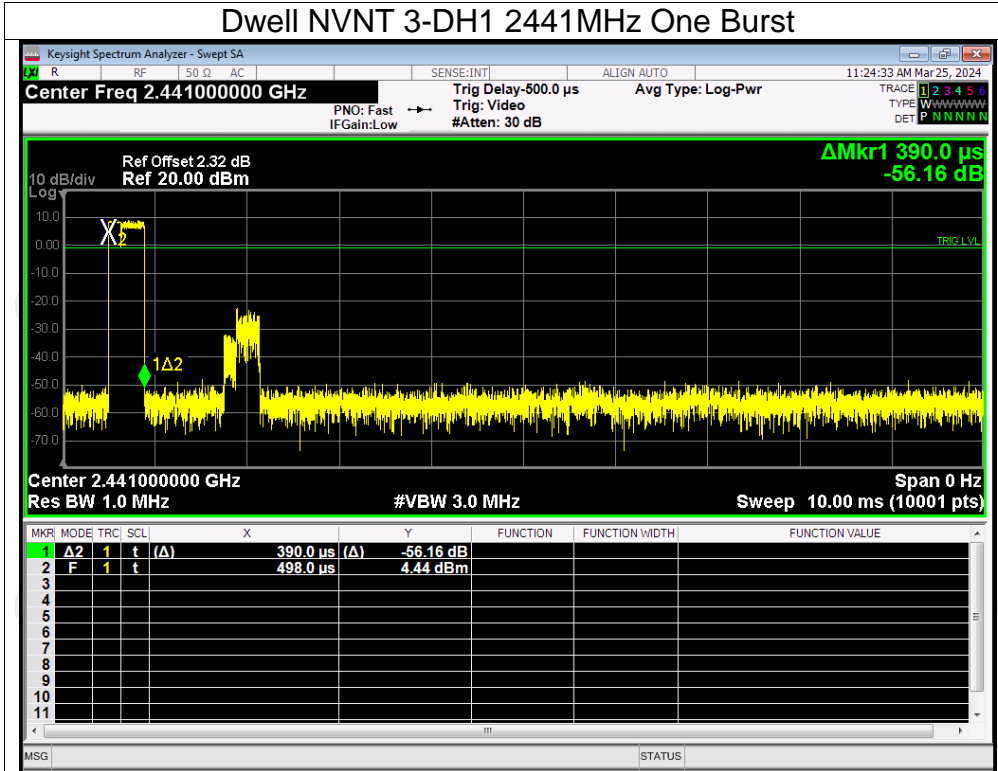 Dwell NVNT 3-DH1 2441MHz One Burst
Keysight Spectrum Analyzer - Swept SA
LXI R RF 50 Ω AC SENSE:INT ALIGN AUTO 11:24:33 AM Mar 25, 2024
Center Freq 2.441000000 GHz Trig Delay-500.0 µs Avg Type: Log-Pwr TRACE 1 2 3 4 5 6
PNO: Fast Trig: Video TYPE WWWWWW
IFGain:Low #Atten: 30 dB DET P N N N N N
ΔMkr1 390.0 µs
-56.16 dB
Ref Offset 2.32 dB
10 dB/div Ref 20.00 dBm
Log
10.0
0.00
-10.0
-20.0
-30.0
-40.0
-50.0
-60.0
-70.0
X2
TRIG LVL
1Δ2
Center 2.441000000 GHz Span 0 Hz
Res BW 1.0 MHz #VBW 3.0 MHz Sweep 10.00 ms (10001 pts)
MKR MODE TRC SCL X Y FUNCTION FUNCTION WIDTH FUNCTION VALUE
1 Δ2 1 t (Δ) 390.0 µs (Δ) -56.16 dB
2 F 1 t 498.0 µs 4.44 dBm
3
4
5
6
7
8
9
10
11
MSG STATUS